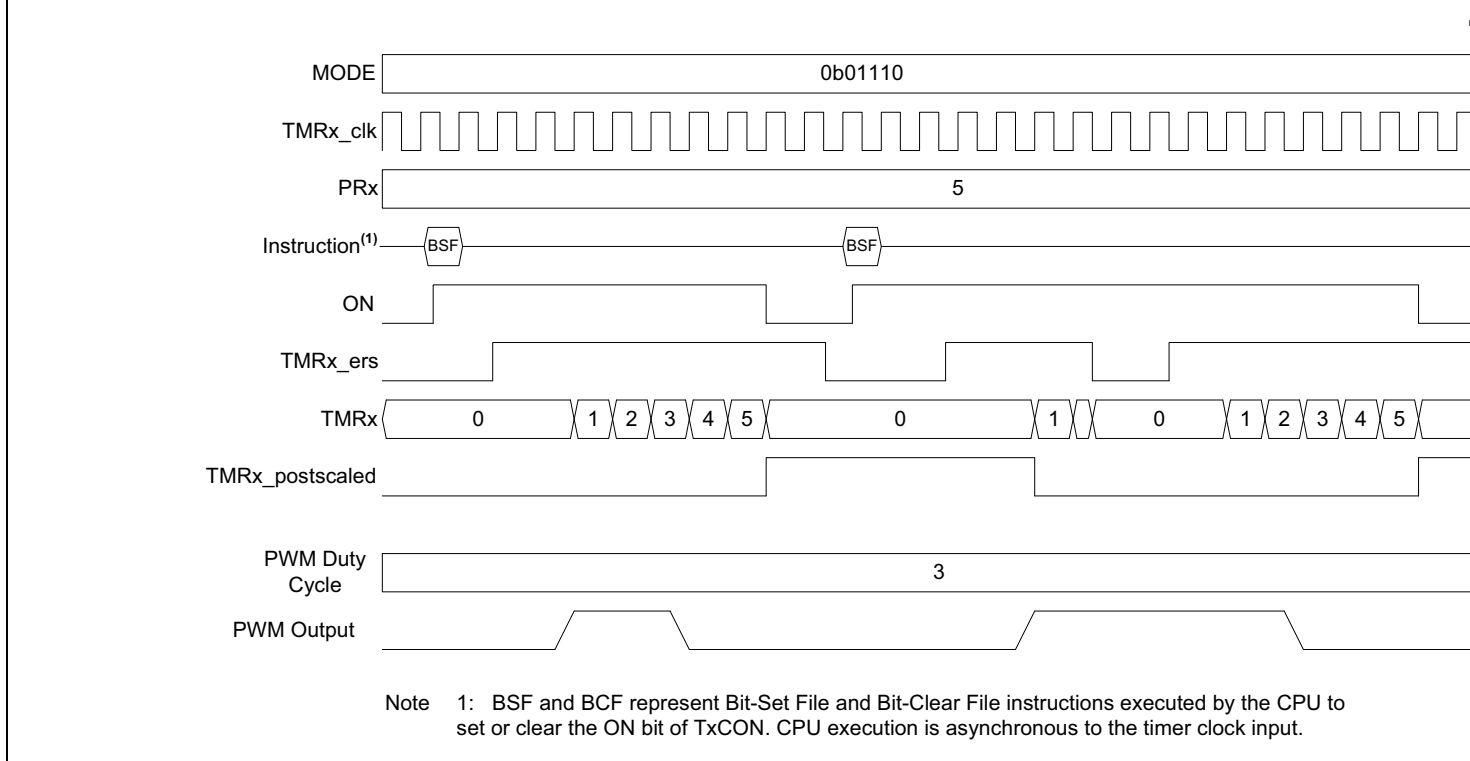 MODE 0b01110
TMRx_clk
PRx 5
Instruction(1) BSF BSF
ON
TMRx_ers
TMRx 0 1 2 3 4 5 0 1 0 1 2 3 4 5
TMRx_postscaled
PWM Duty
Cycle 3
PWM Output
Note 1: BSF and BCF represent Bit-Set File and Bit-Clear File instructions executed by the CPU to
set or clear the ON bit of TxCON. CPU execution is asynchronous to the timer clock input.